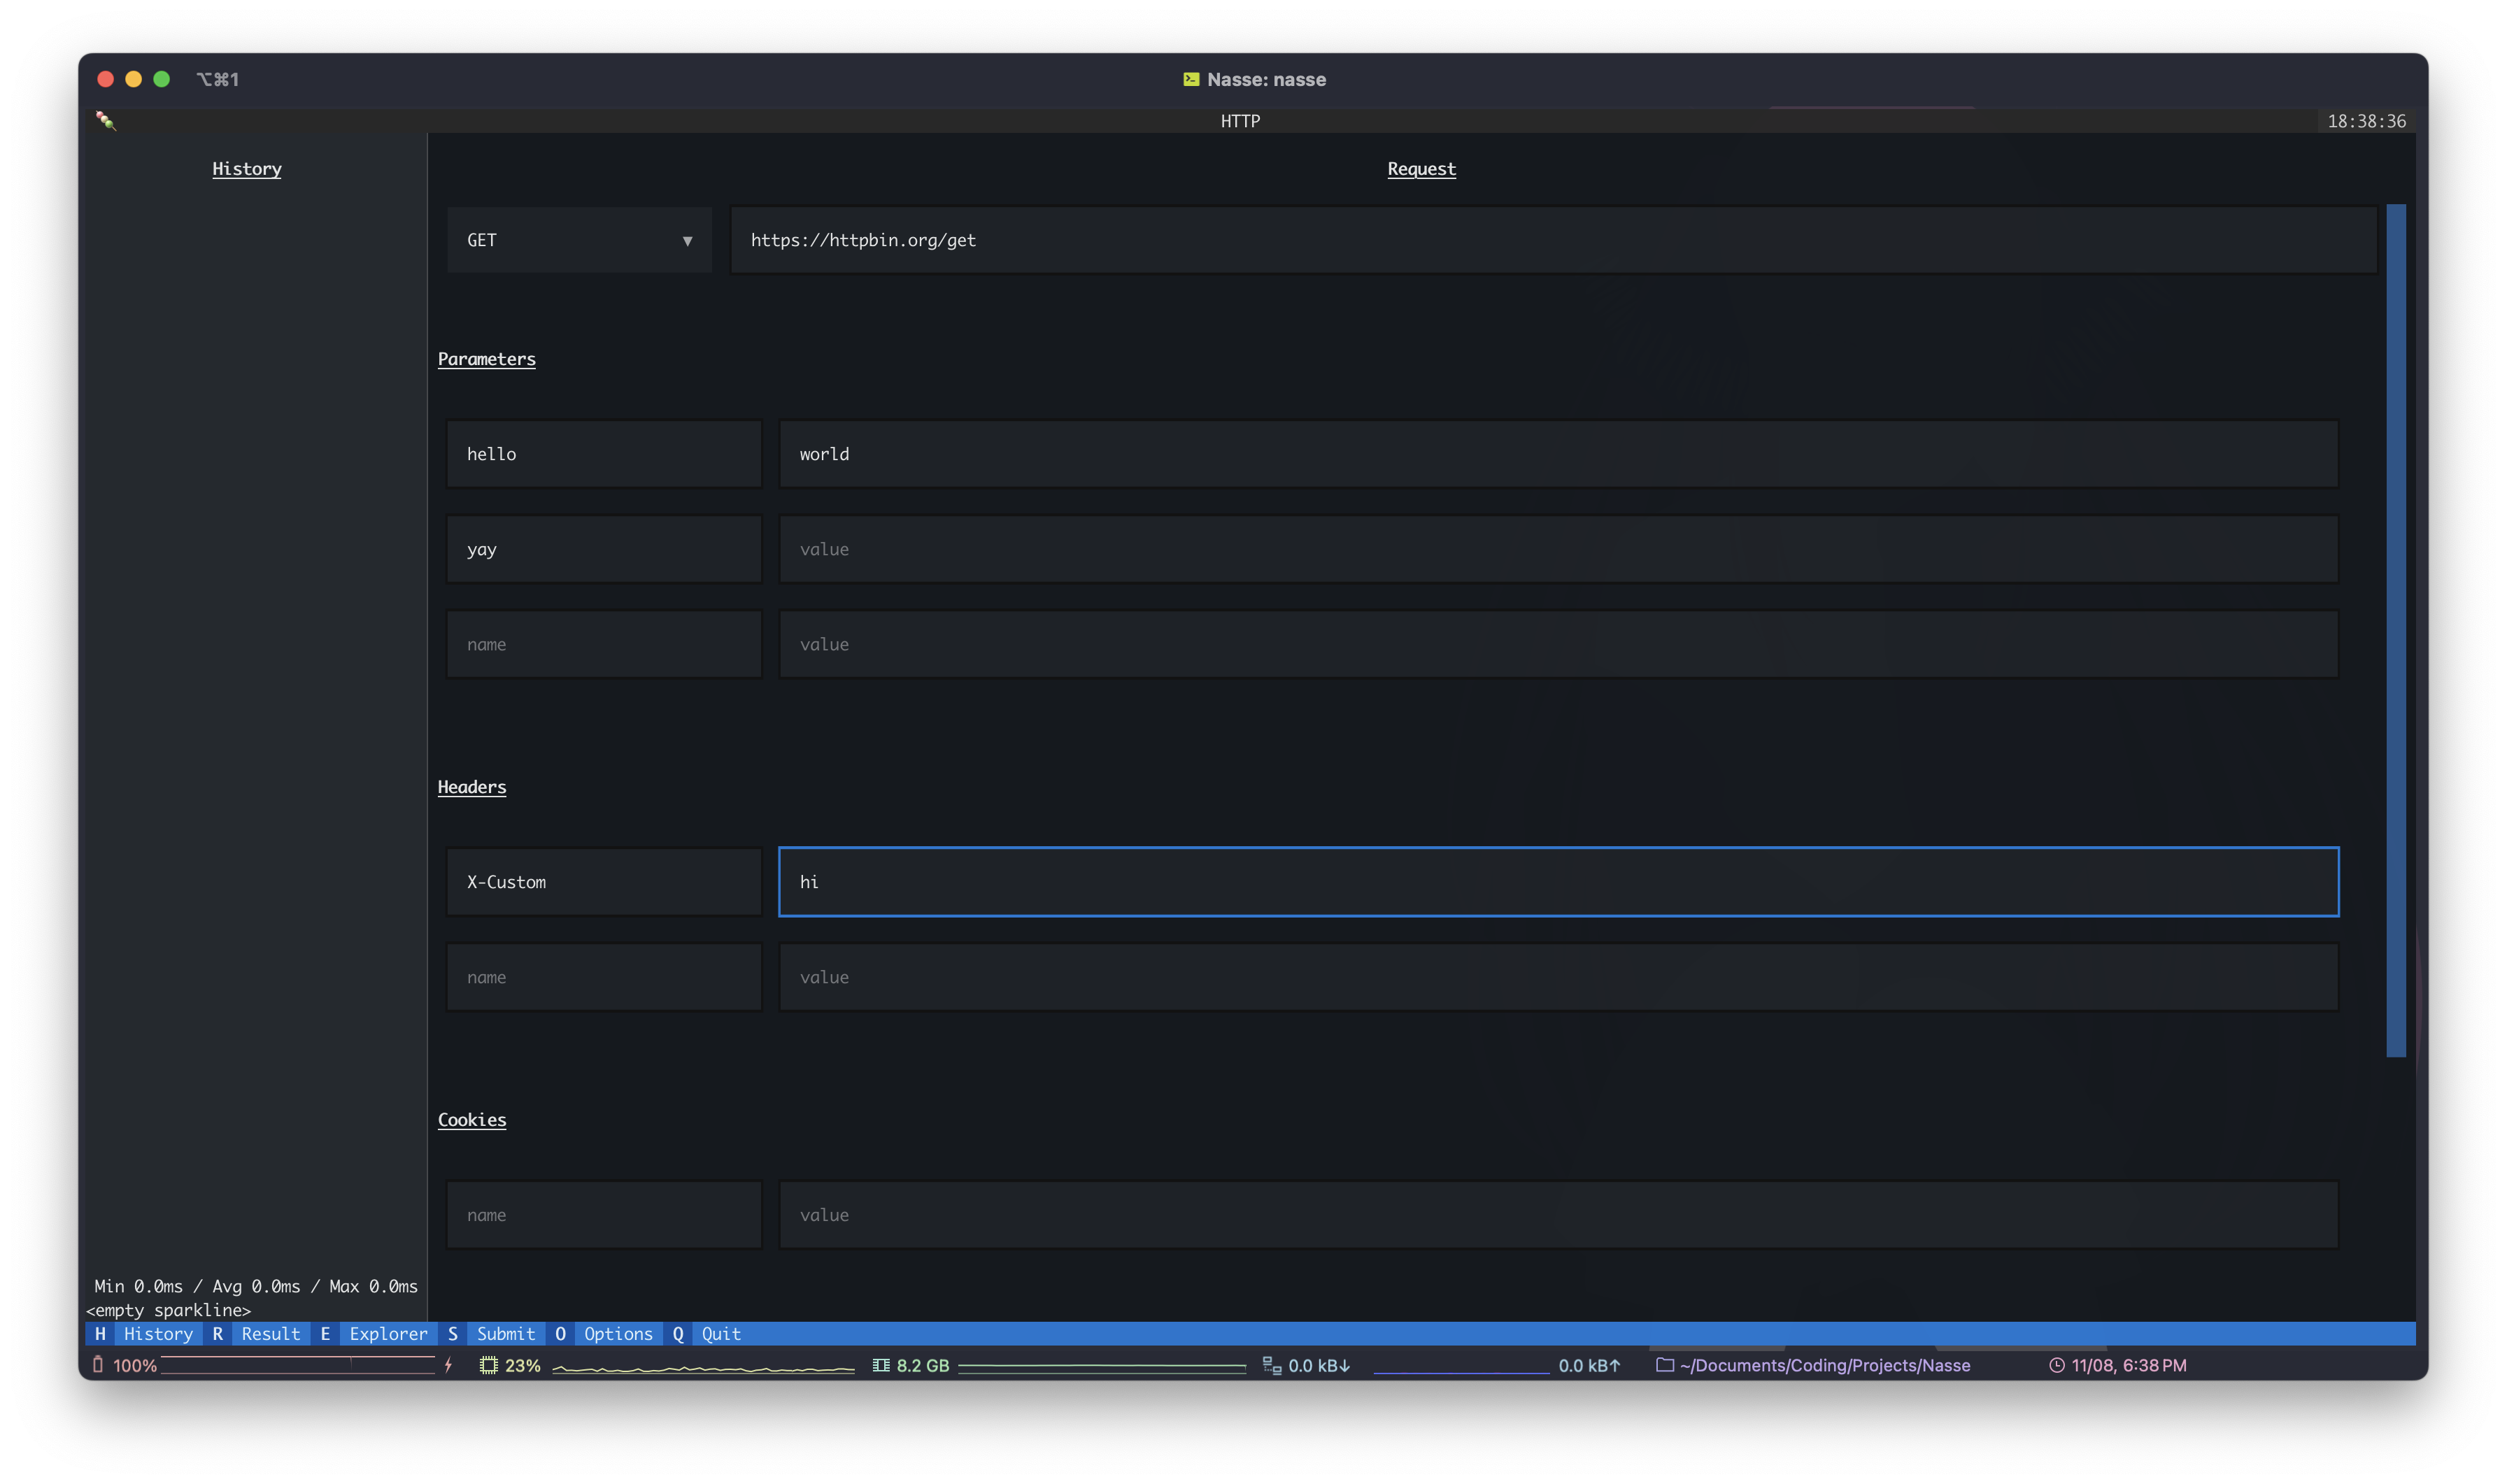 ⌥⌘1 Nasse: nasse
HTTP 18:38:36
History
Request
GET ▼ https://httpbin.org/get
Parameters
hello world
yay value
name value
Headers
X-Custom hi
name value
Cookies
name value
Min 0.0ms / Avg 0.0ms / Max 0.0ms
<empty sparkline>
H History R Result E Explorer S Submit O Options Q Quit
100% 23% 8.2 GB 0.0 kB↓ 0.0 kB↑ ~/Documents/Coding/Projects/Nasse 11/08, 6:38 PM